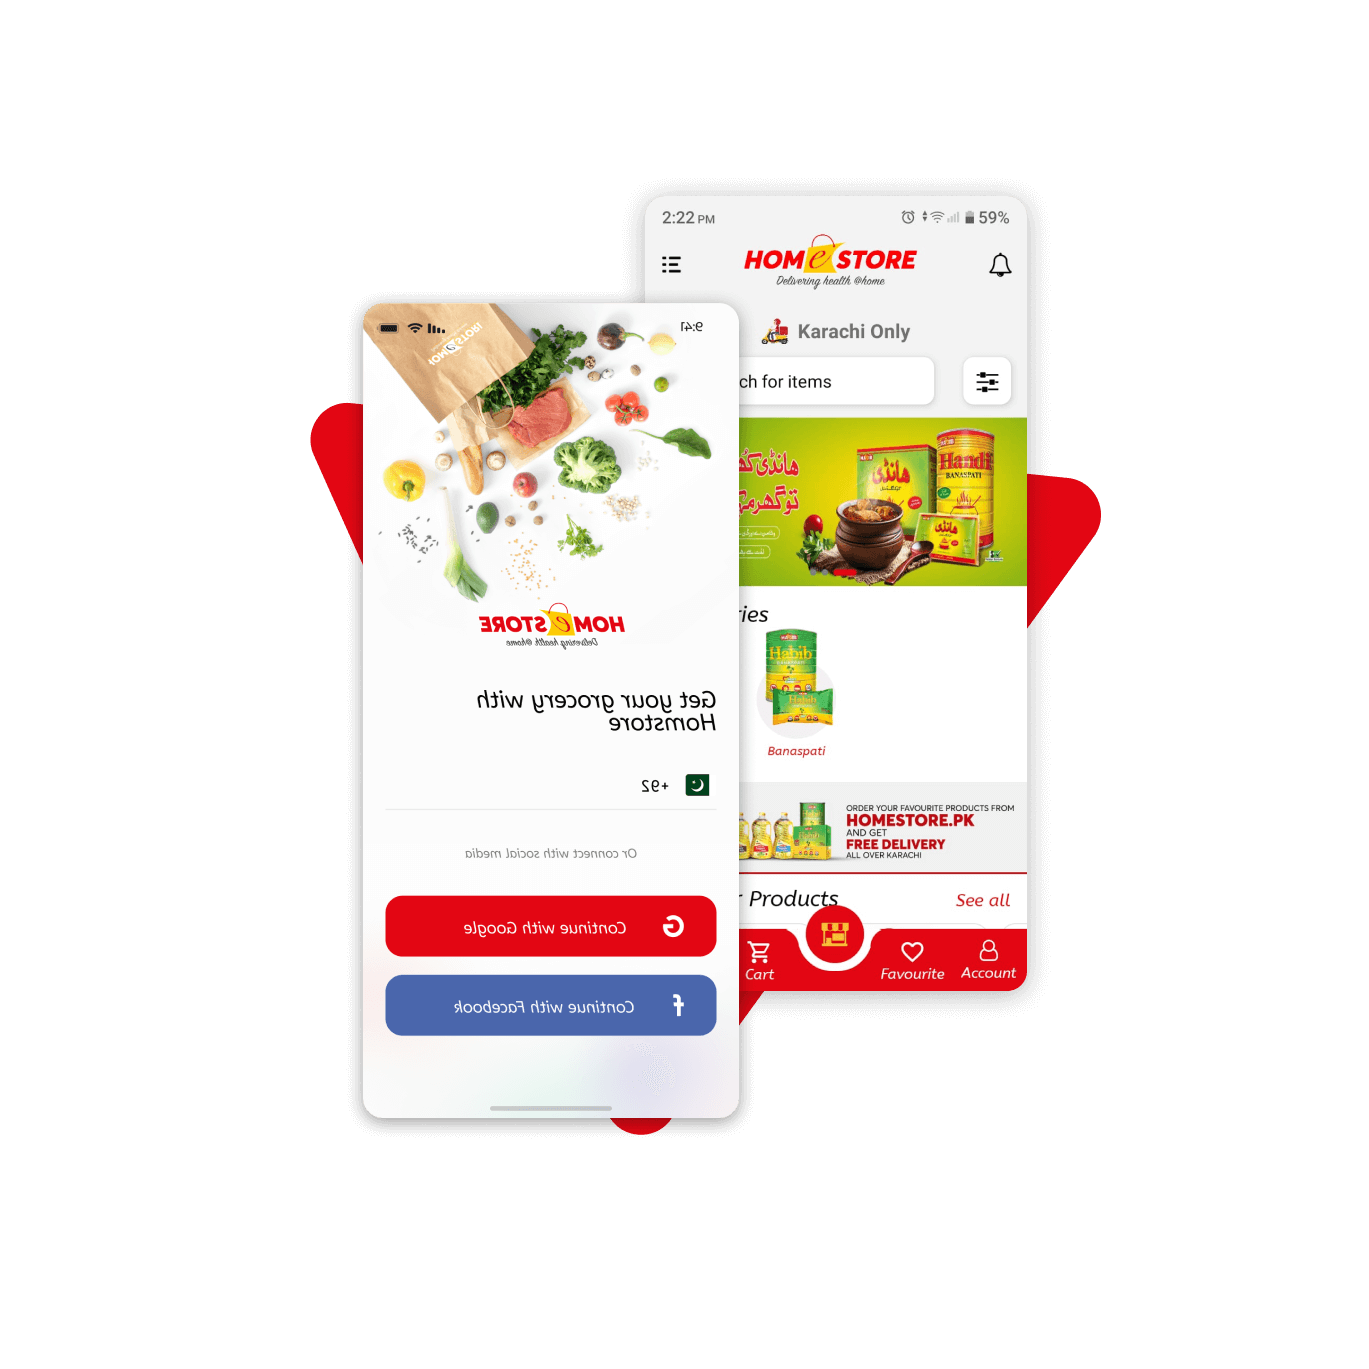 9:41
HOMeSTORE
Delivering health @home
Get your grocery with
Homstore
+92
Or connect with social media
G Continue with Google
f Continue with Facebook
2:22 PM
59%
HOMeSTORE
Delivering health @home
Karachi Only
ch for items
ہانڈی
Handi
BANASPATI
ہانڈی
ries
Habib
Habib
Banaspati
ORDER YOUR FAVOURITE PRODUCTS FROM
HOMESTORE.PK
AND GET
FREE DELIVERY
ALL OVER KARACHI
r Products
See all
Cart
Favourite
Account